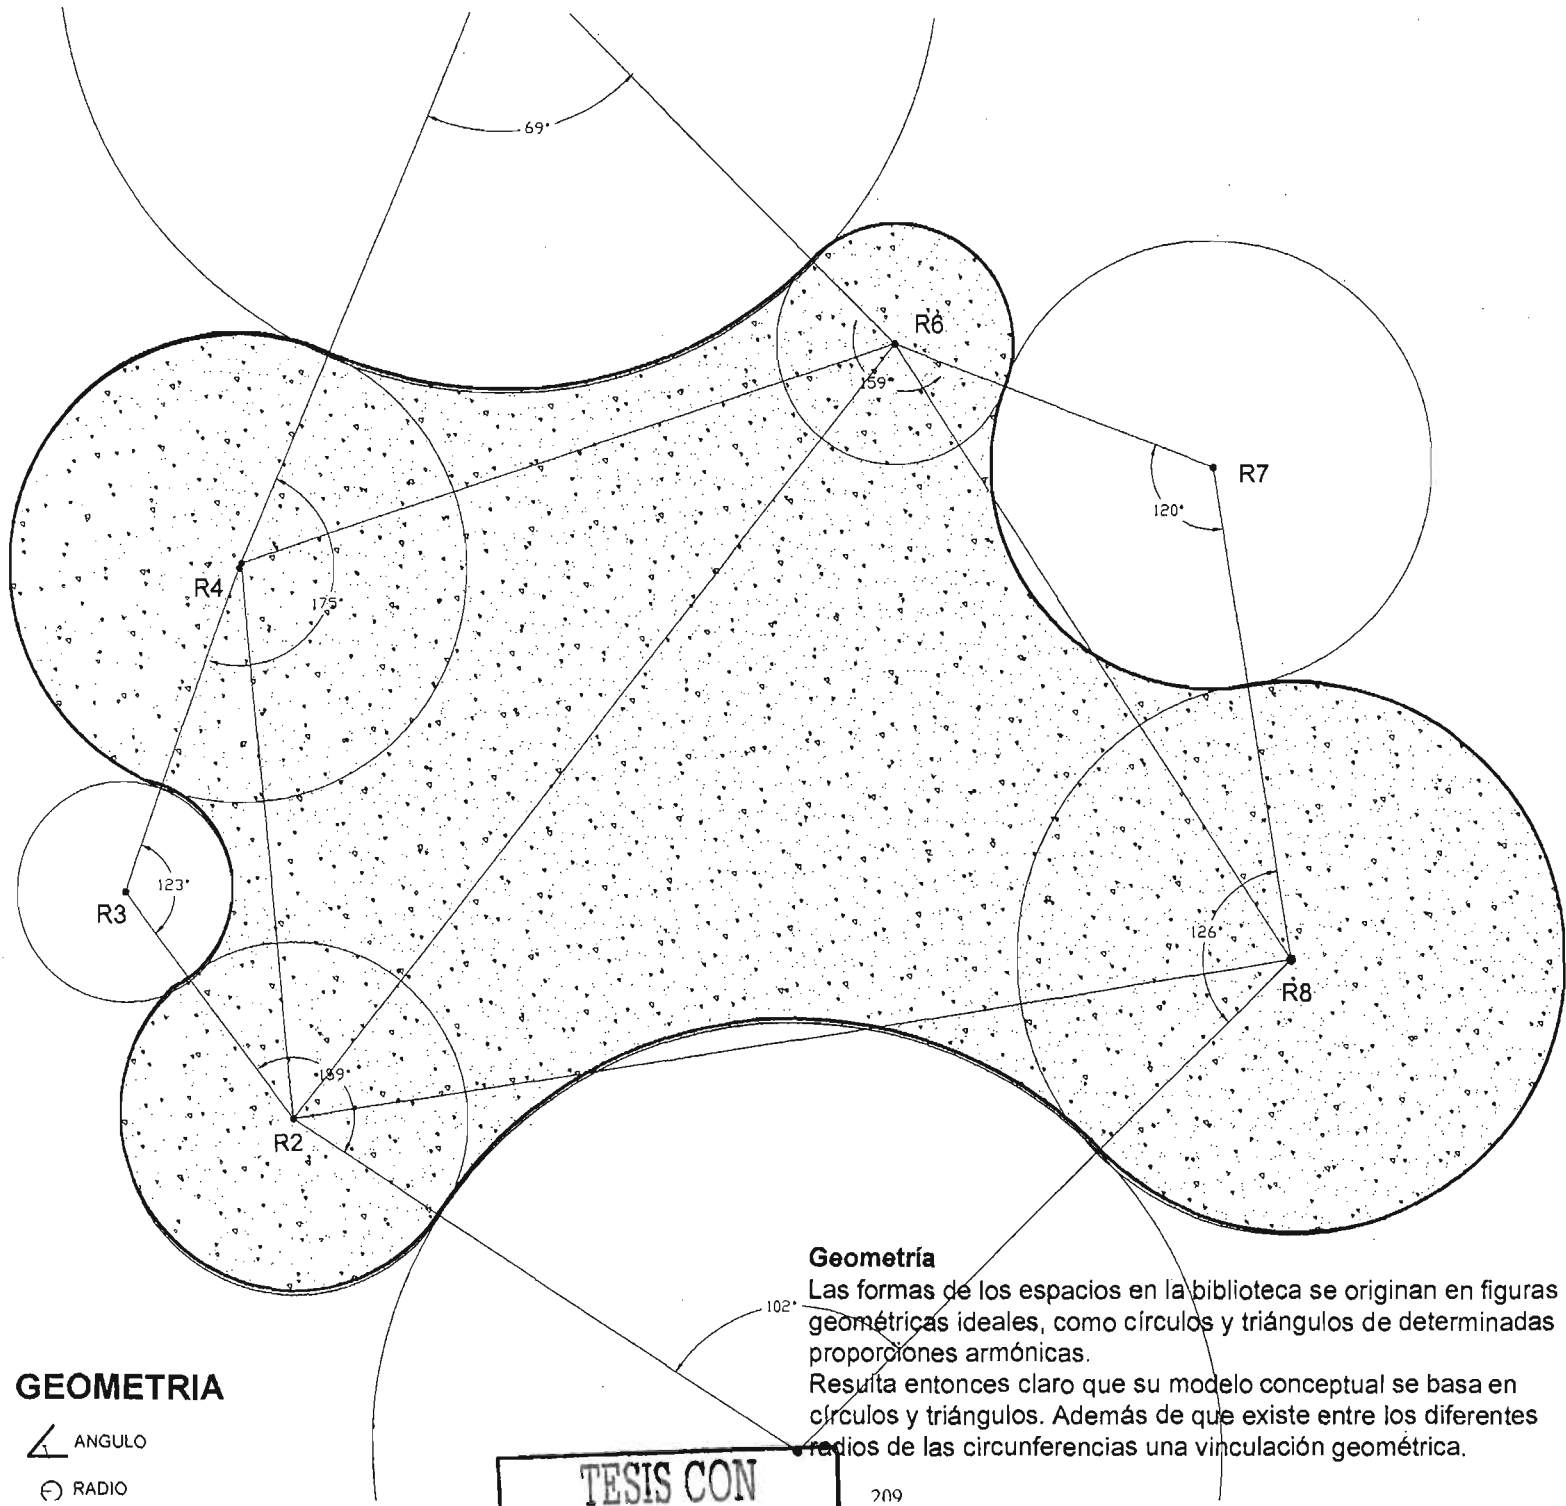 69°
R6
159°
R7
120°
R4
175°
123°
R3
126°
R8
R2
102°
Geometría
Las formas de los espacios en la biblioteca se originan en figuras
geométricas ideales, como círculos y triángulos de determinadas
proporciones armónicas.
Resulta entonces claro que su modelo conceptual se basa en
círculos y triángulos. Además de que existe entre los diferentes
radios de las circunferencias una vinculación geométrica.
GEOMETRIA
ANGULO
RADIO
TESIS CON
209